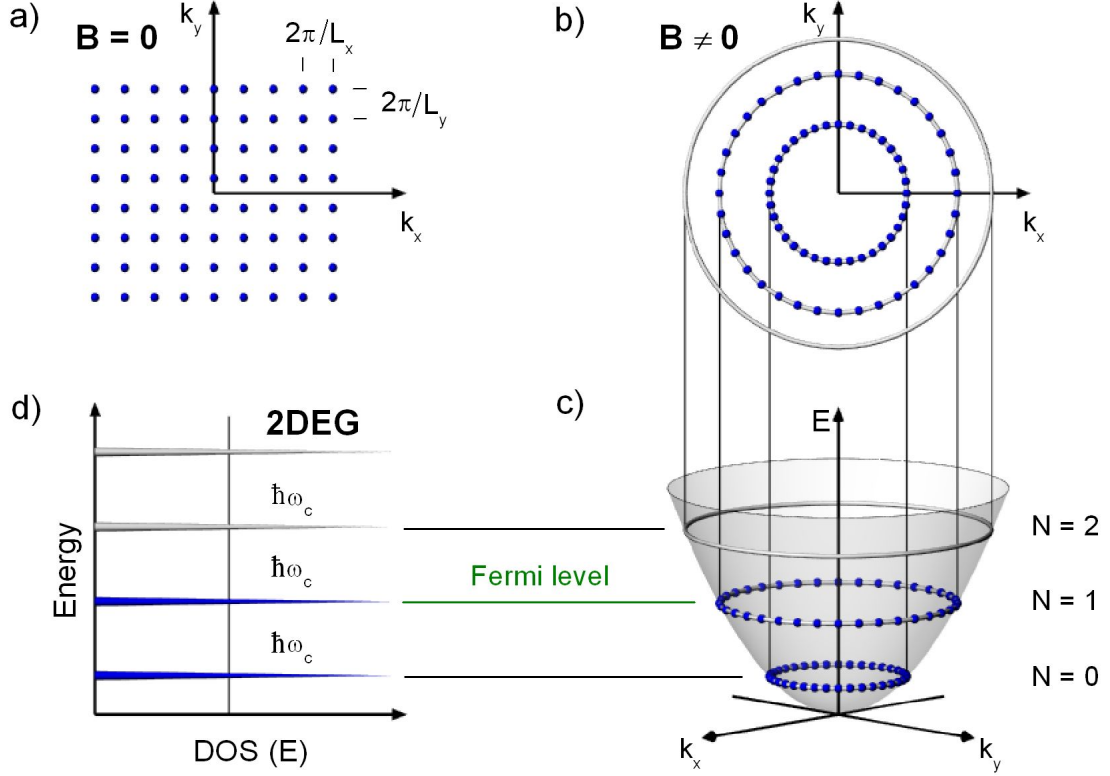 a)
B = 0
k_y
2π/L_x
2π/L_y
k_x
b)
B ≠ 0
k_y
k_x
d)
2DEG
Energy
ħω_c
ħω_c
ħω_c
DOS (E)
Fermi level
c)
E
N = 2
N = 1
N = 0
k_x
k_y